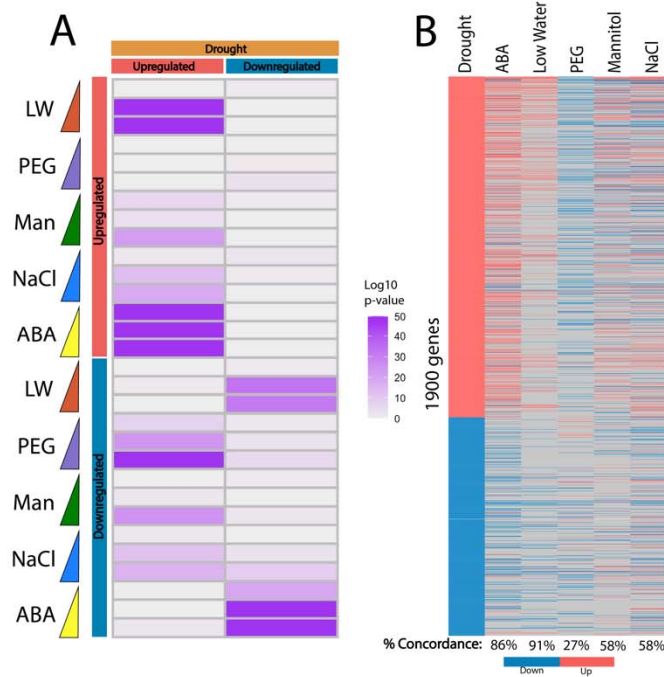 A
Drought
Upregulated
Downregulated
Upregulated
LW
PEG
Man
NaCl
ABA
Downregulated
LW
PEG
Man
NaCl
ABA
Log10
p-value
50
40
30
20
10
0
B
Drought
ABA
Low Water
PEG
Mannitol
NaCl
1900 genes
% Concordance: 86% 91% 27% 58% 58%
Down Up